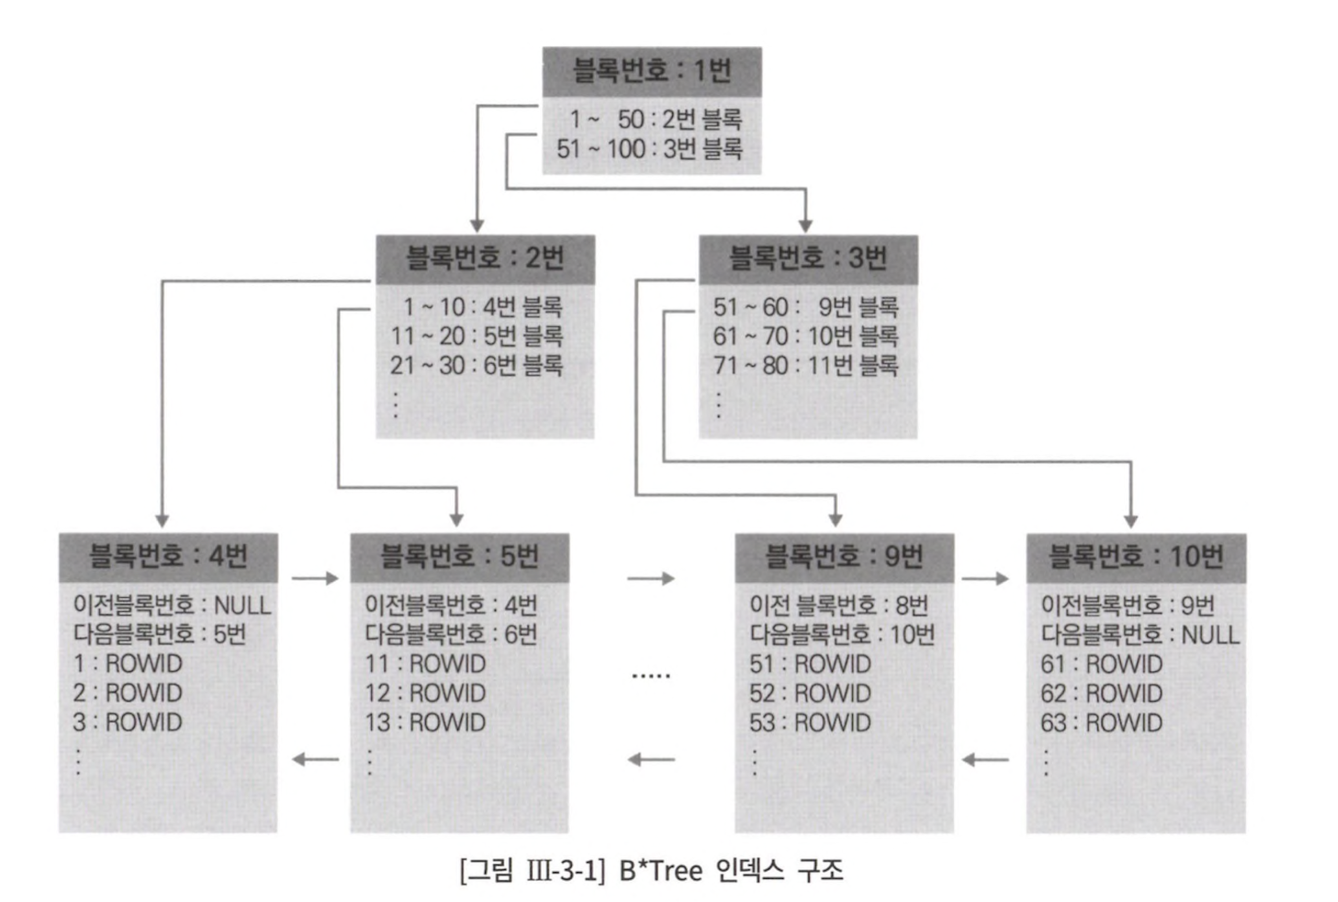 블록번호 : 1번
1 ~ 50 : 2번 블록
51 ~ 100 : 3번 블록
블록번호 : 2번
1 ~ 10 : 4번 블록
11 ~ 20 : 5번 블록
21 ~ 30 : 6번 블록
⋮
블록번호 : 3번
51 ~ 60 : 9번 블록
61 ~ 70 : 10번 블록
71 ~ 80 : 11번 블록
⋮
블록번호 : 4번
이전블록번호 : NULL
다음블록번호 : 5번
1 : ROWID
2 : ROWID
3 : ROWID
⋮
블록번호 : 5번
이전블록번호 : 4번
다음블록번호 : 6번
11 : ROWID
12 : ROWID
13 : ROWID
⋮
.....
블록번호 : 9번
이전 블록번호 : 8번
다음블록번호 : 10번
51 : ROWID
52 : ROWID
53 : ROWID
⋮
블록번호 : 10번
이전블록번호 : 9번
다음블록번호 : NULL
61 : ROWID
62 : ROWID
63 : ROWID
⋮
[그림 Ⅲ-3-1] B*Tree 인덱스 구조